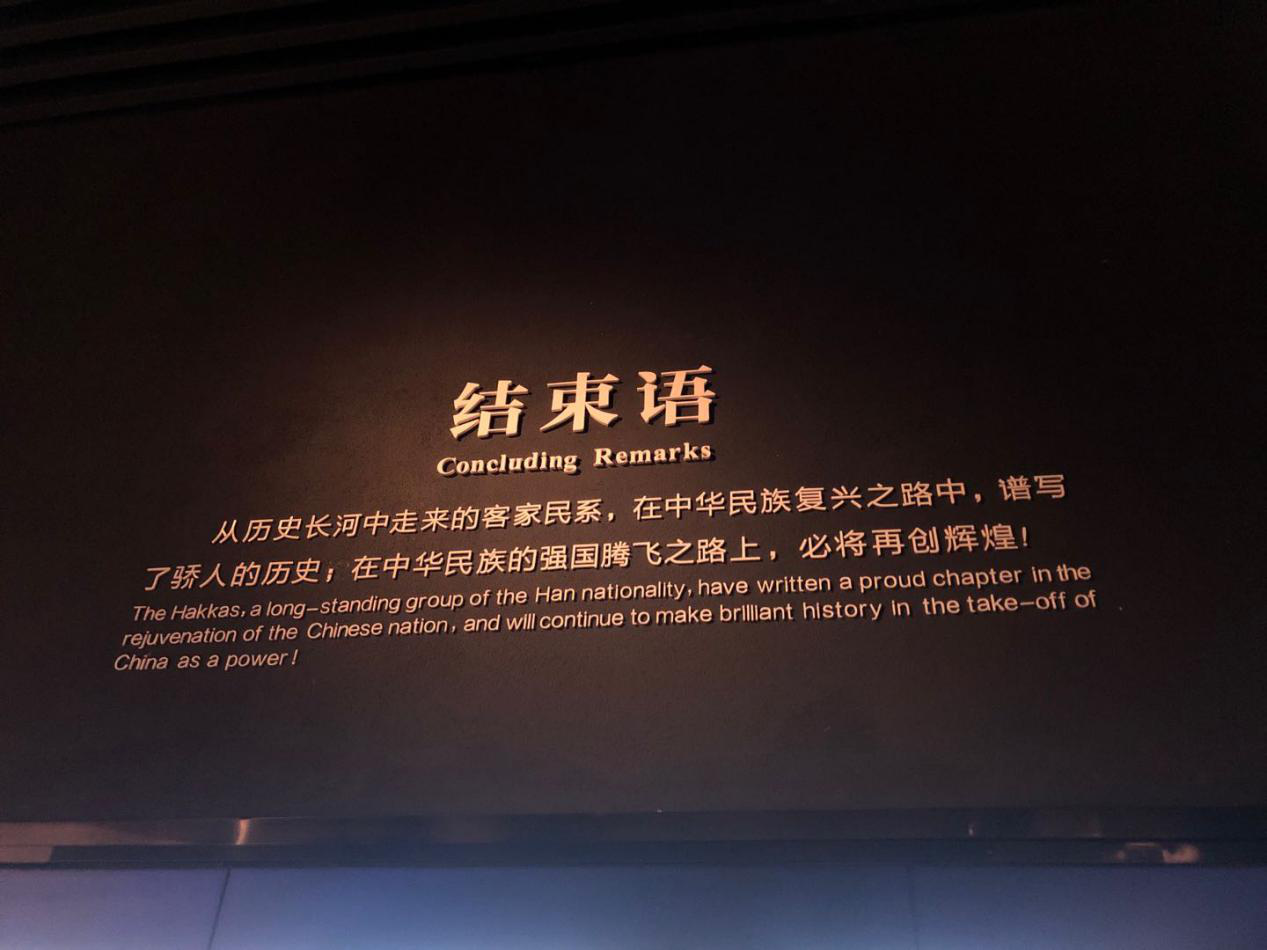 结束语
Concluding Remarks
从历史长河中走来的客家民系，在中华民族复兴之路中，谱写
了骄人的历史；在中华民族的强国腾飞之路上，必将再创辉煌！
The Hakkas, a long-standing group of the Han nationality, have written a proud chapter in the
rejuvenation of the Chinese nation, and will continue to make brilliant history in the take-off of
China as a power!